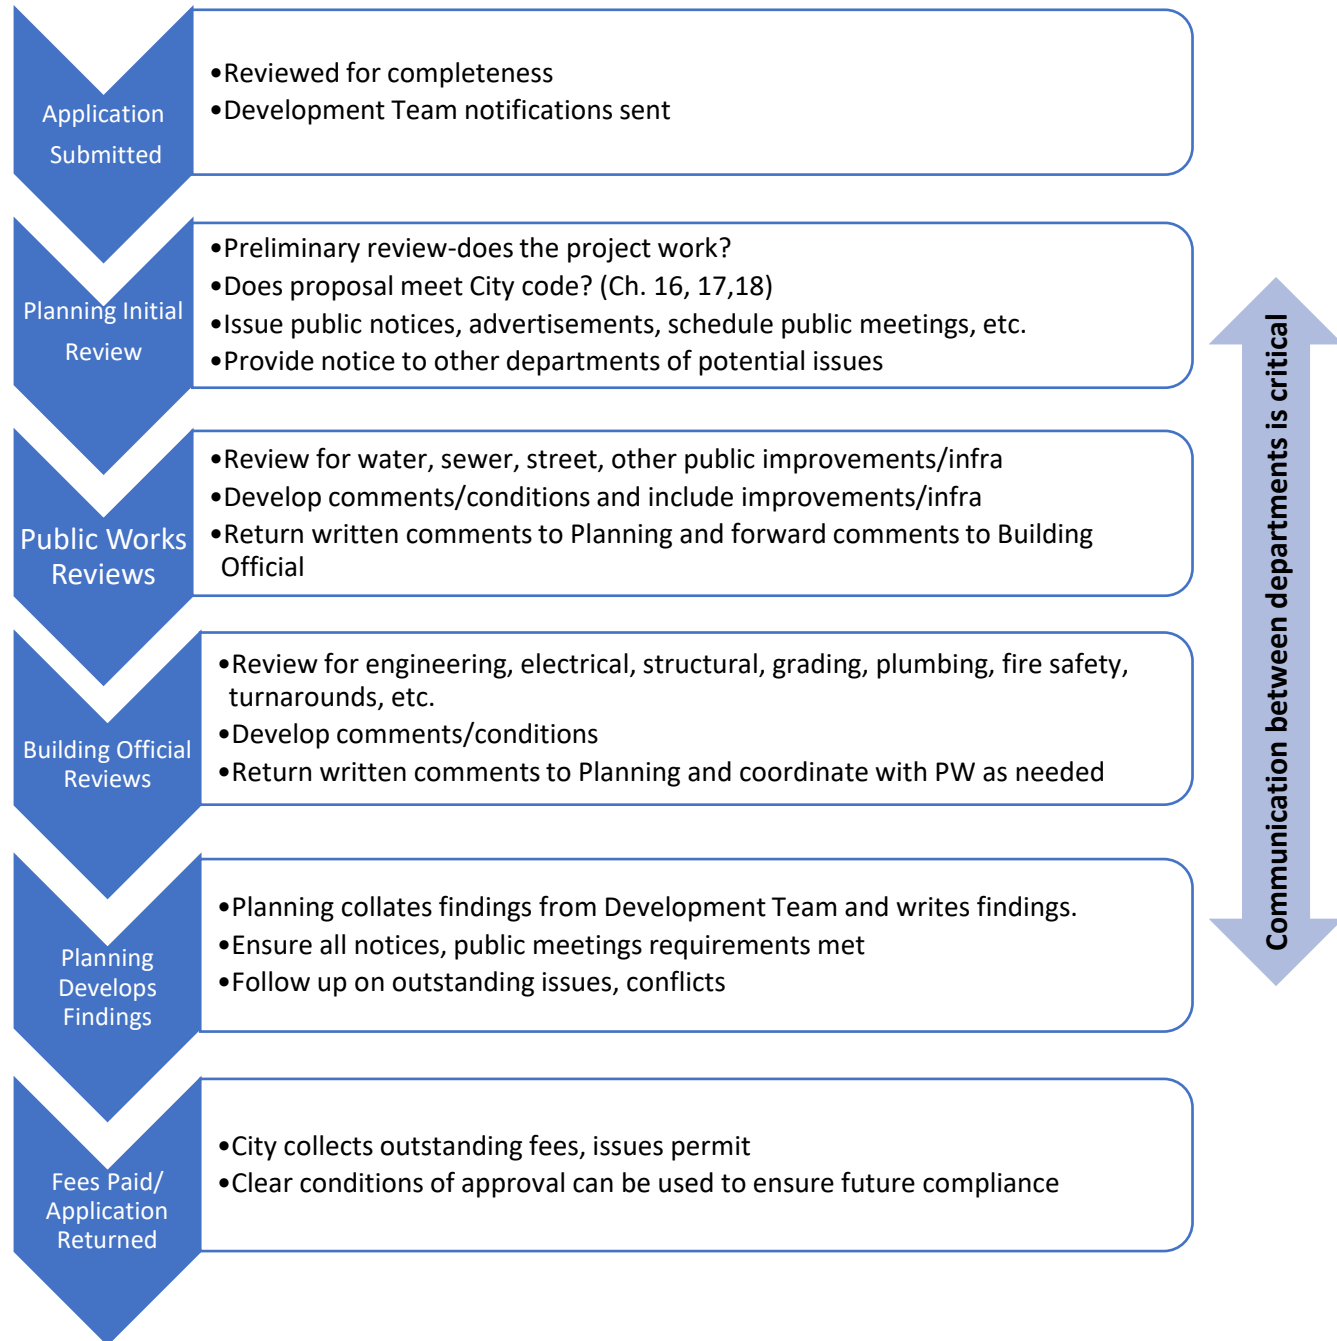 Application
Submitted
•Reviewed for completeness
•Development Team notifications sent
Planning Initial
Review
•Preliminary review-does the project work?
•Does proposal meet City code? (Ch. 16, 17,18)
•Issue public notices, advertisements, schedule public meetings, etc.
•Provide notice to other departments of potential issues
Public Works
Reviews
•Review for water, sewer, street, other public improvements/infra
•Develop comments/conditions and include improvements/infra
•Return written comments to Planning and forward comments to Building
Official
Building Official
Reviews
•Review for engineering, electrical, structural, grading, plumbing, fire safety,
turnarounds, etc.
•Develop comments/conditions
•Return written comments to Planning and coordinate with PW as needed
Planning
Develops
Findings
•Planning collates findings from Development Team and writes findings.
•Ensure all notices, public meetings requirements met
•Follow up on outstanding issues, conflicts
Fees Paid/
Application
Returned
•City collects outstanding fees, issues permit
•Clear conditions of approval can be used to ensure future compliance
Communication between departments is critical